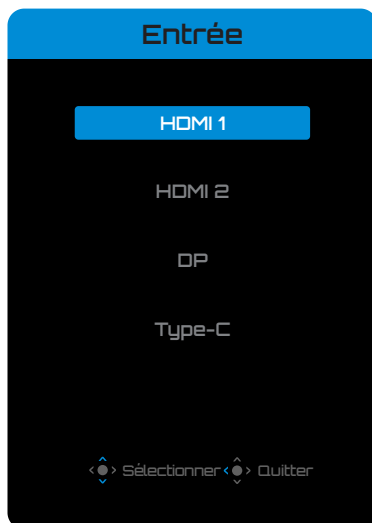 Entrée
HDMI 1
HDMI 2
DP
Type-C
Sélectionner Quitter